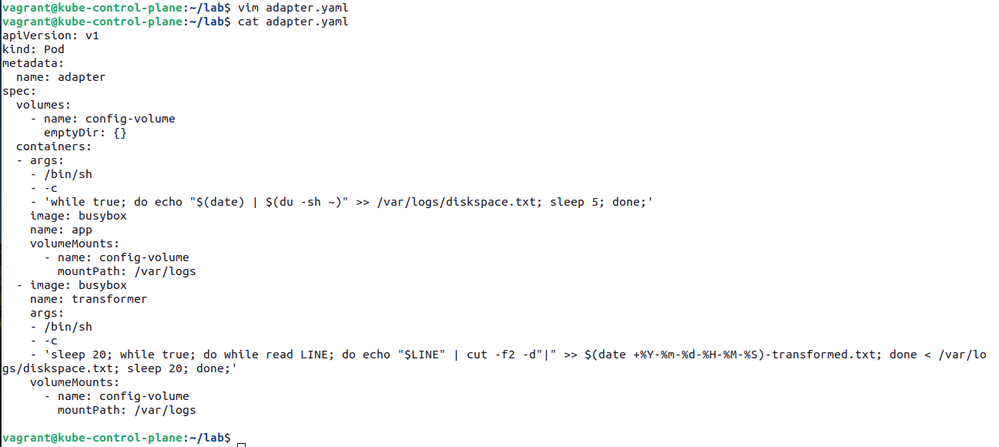 vagrant@kube-control-plane:~/lab$ vim adapter.yaml
vagrant@kube-control-plane:~/lab$ cat adapter.yaml
apiVersion: v1
kind: Pod
metadata:
  name: adapter
spec:
  volumes:
    - name: config-volume
      emptyDir: {}
  containers:
  - args:
    - /bin/sh
    - -c
    - 'while true; do echo "$(date) | $(du -sh ~)" >> /var/logs/diskspace.txt; sleep 5; done;'
    image: busybox
    name: app
    volumeMounts:
      - name: config-volume
        mountPath: /var/logs
  - image: busybox
    name: transformer
    args:
    - /bin/sh
    - -c
    - 'sleep 20; while true; do while read LINE; do echo "$LINE" | cut -f2 -d"|" >> $(date +%Y-%m-%d-%H-%M-%S)-transformed.txt; done < /var/lo
gs/diskspace.txt; sleep 20; done;'
    volumeMounts:
      - name: config-volume
        mountPath: /var/logs
vagrant@kube-control-plane:~/lab$